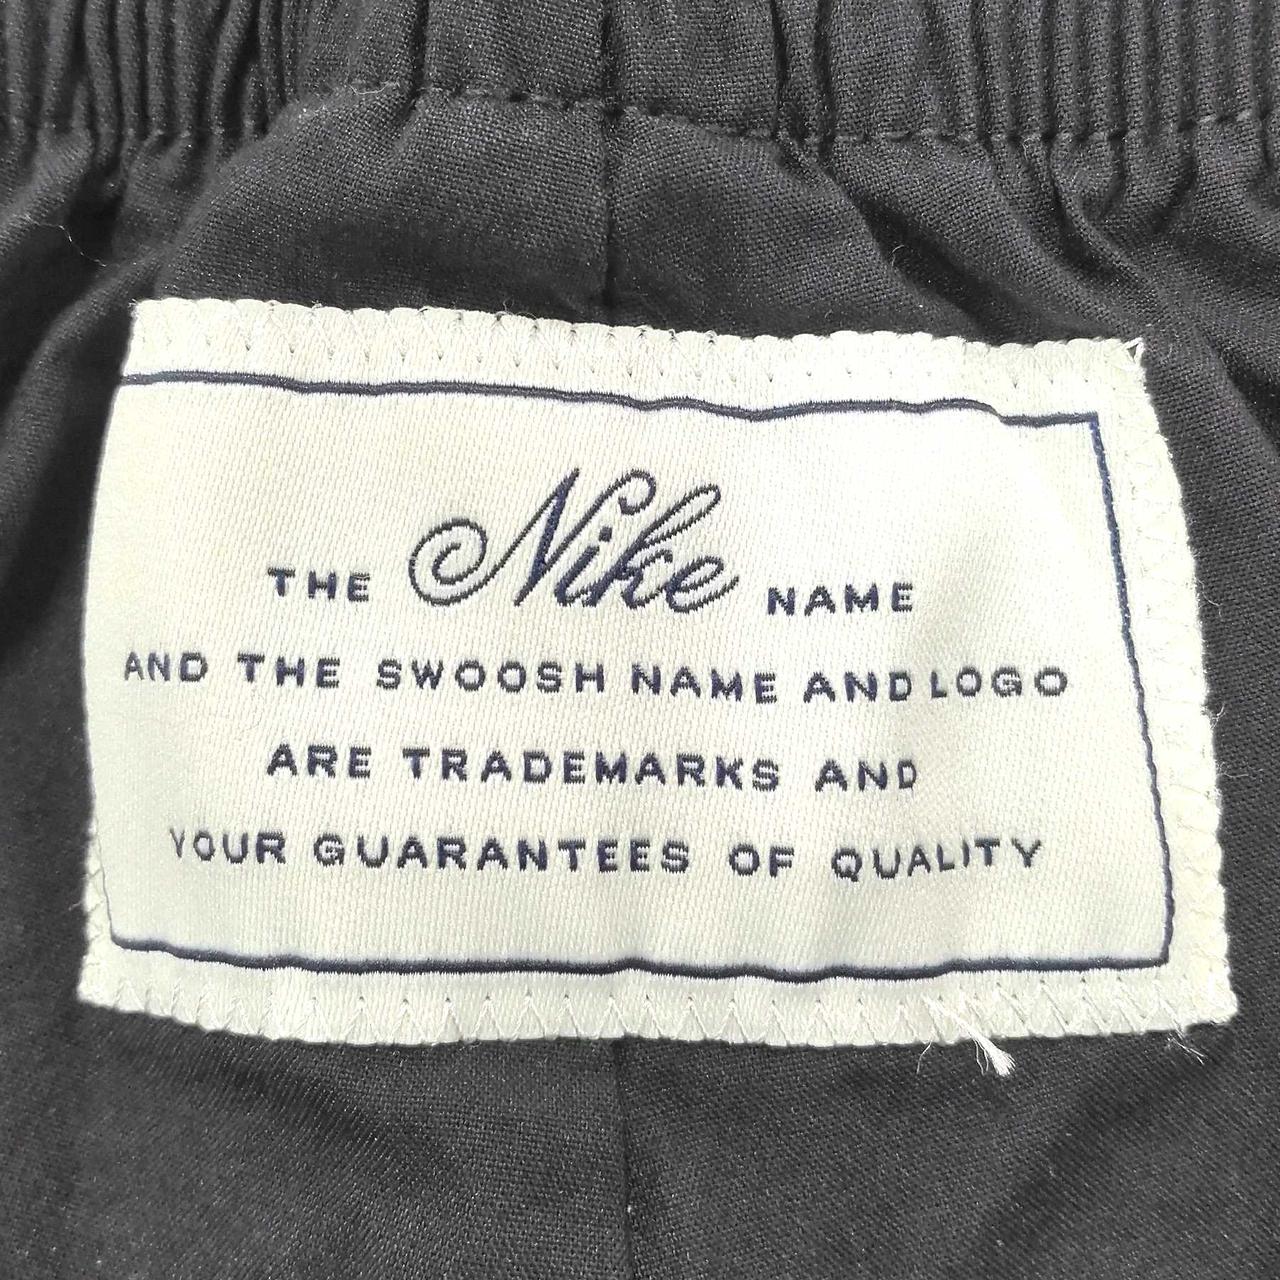 THE Nike NAME
AND THE SWOOSH NAME AND LOGO
ARE TRADEMARKS AND
YOUR GUARANTEES OF QUALITY